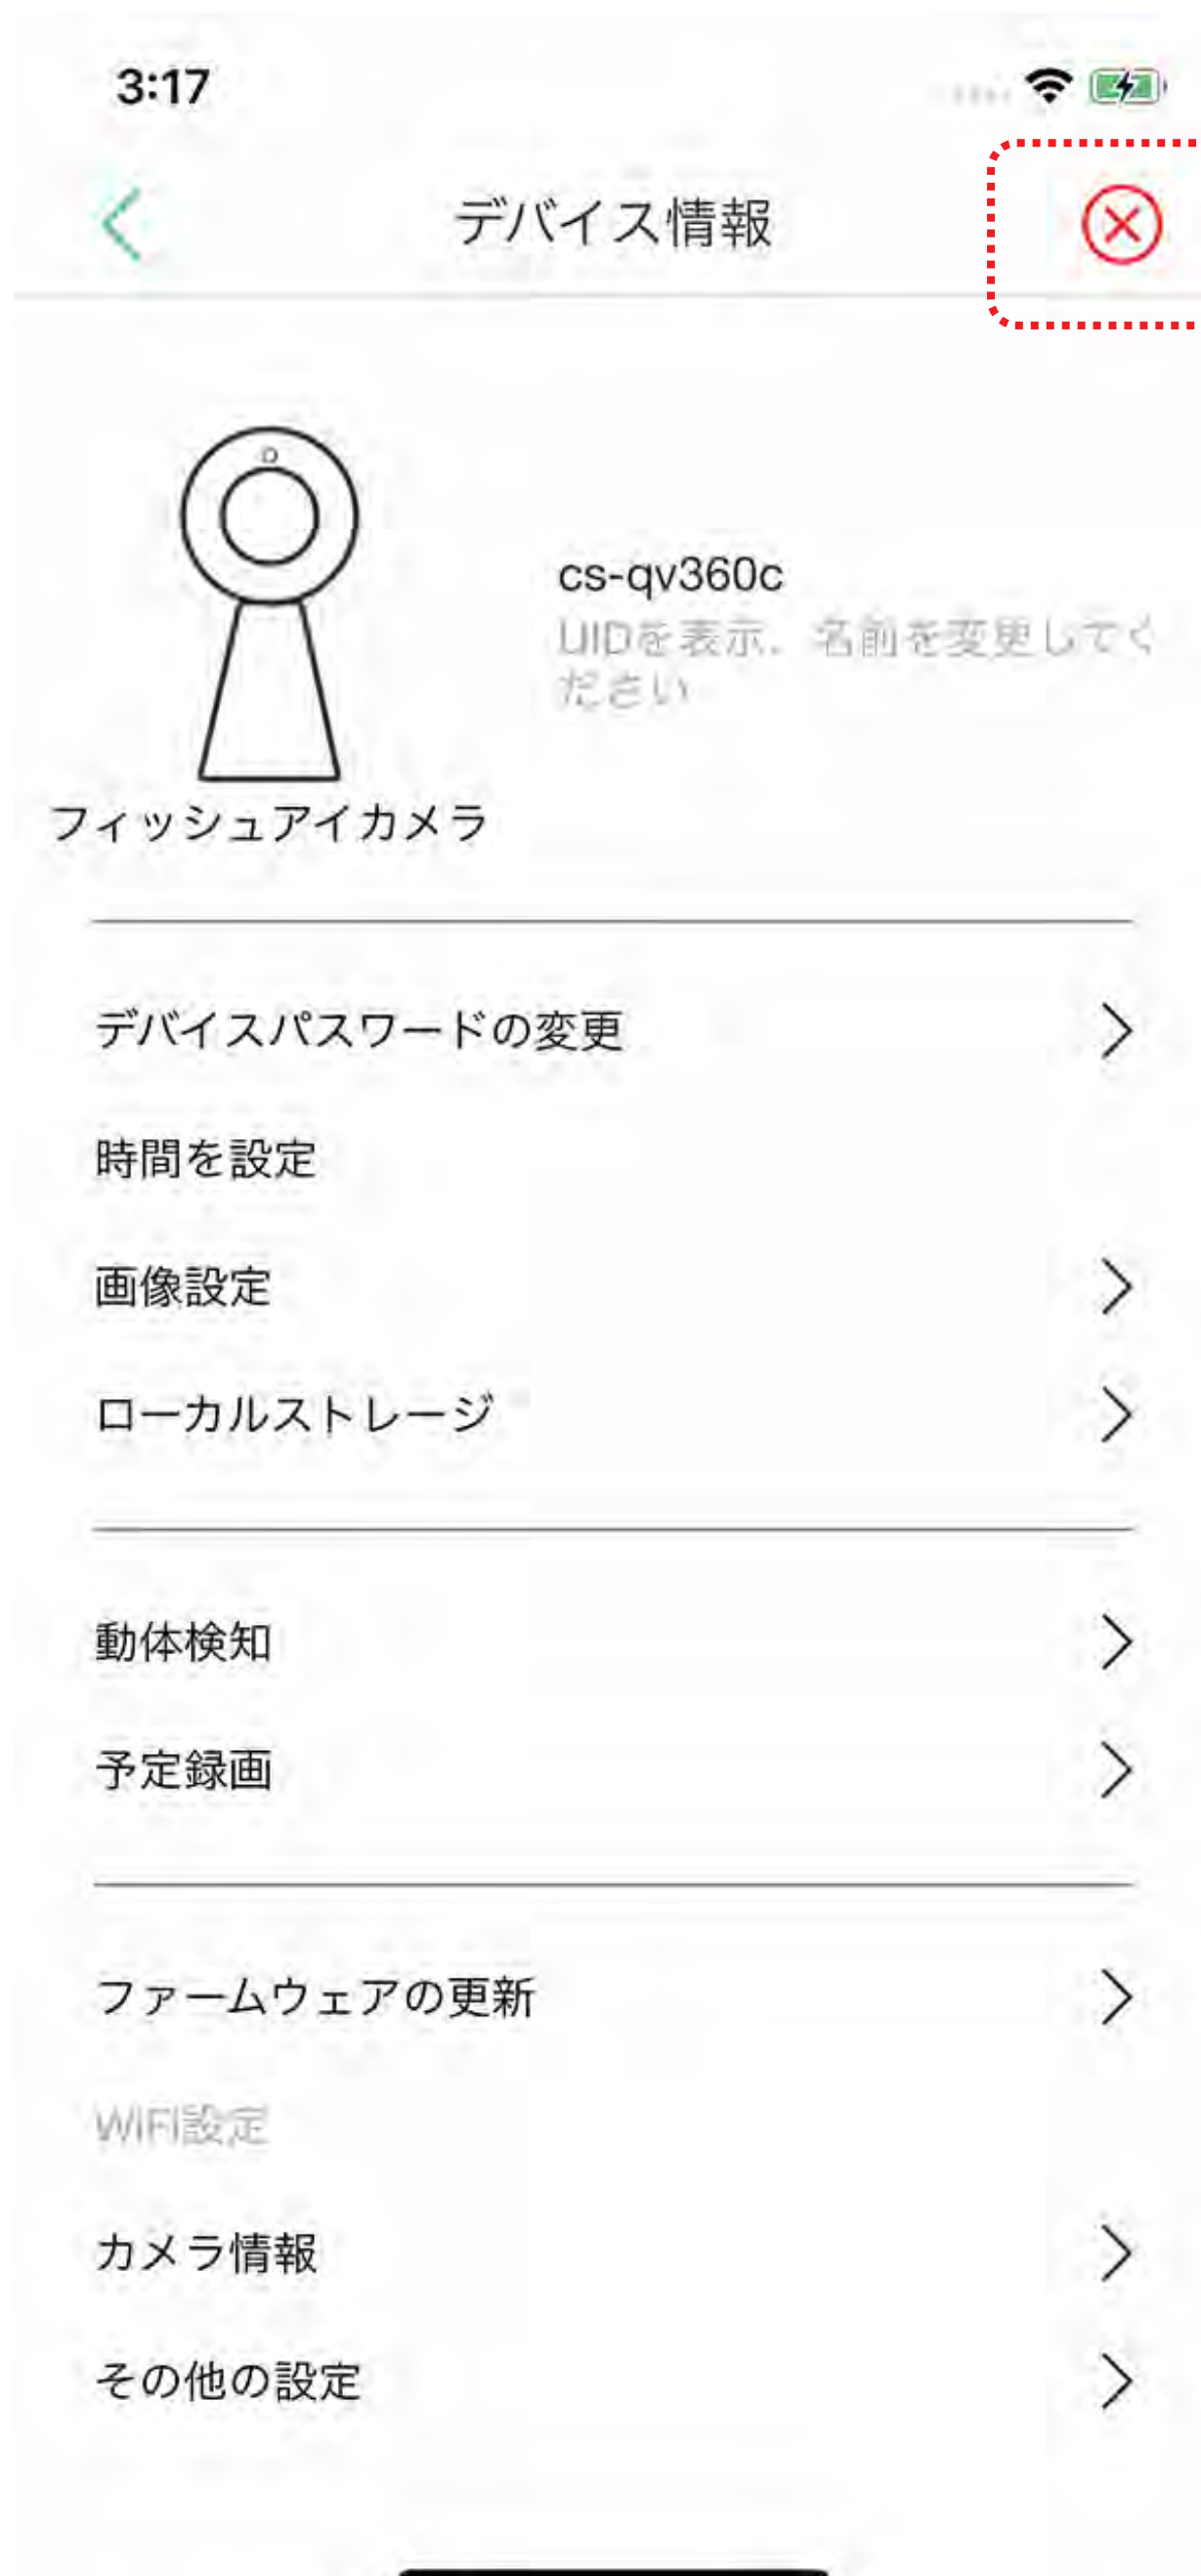 3:17
デバイス情報
cs-qv360c
UIDを表示、名前を変更してく
ださい
フィッシュアイカメラ
デバイスパスワードの変更
時間を設定
画像設定
ローカルストレージ
動体検知
予定録画
ファームウェアの更新
WIFI設定
カメラ情報
その他の設定